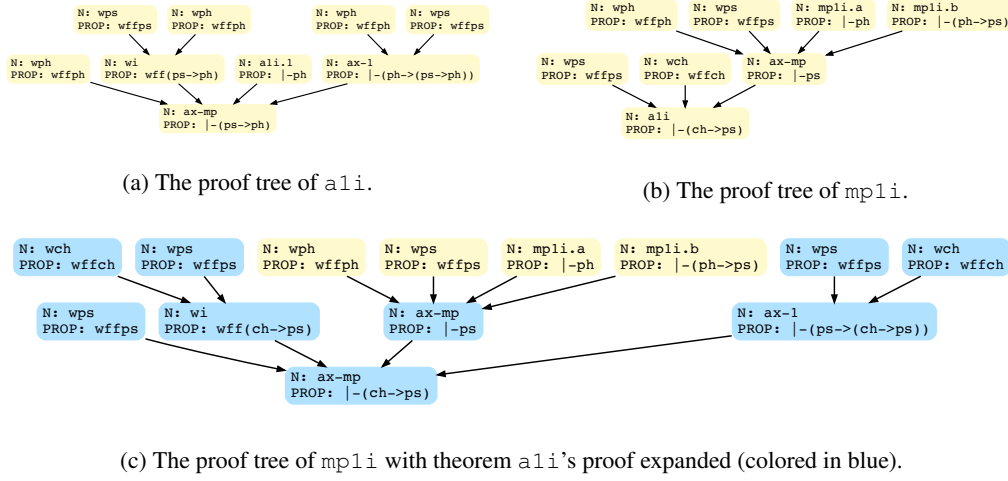 N: wps
PROP: wffps
N: wph
PROP: wffph
N: wph
PROP: wffph
N: wps
PROP: wffps
N: wph
PROP: wffph
N: wi
PROP: wff(ps->ph)
N: a1i.1
PROP: |-ph
N: ax-1
PROP: |-(ph->(ps->ph))
N: ax-mp
PROP: |-(ps->ph)
(a) The proof tree of a1i.
N: wph
PROP: wffph
N: wps
PROP: wffps
N: mp1i.a
PROP: |-ph
N: mp1i.b
PROP: |-(ph->ps)
N: wps
PROP: wffps
N: wch
PROP: wffch
N: ax-mp
PROP: |-ps
N: a1i
PROP: |-(ch->ps)
(b) The proof tree of mp1i.
N: wch
PROP: wffch
N: wps
PROP: wffps
N: wph
PROP: wffph
N: wps
PROP: wffps
N: mp1i.a
PROP: |-ph
N: mp1i.b
PROP: |-(ph->ps)
N: wps
PROP: wffps
N: wch
PROP: wffch
N: wps
PROP: wffps
N: wi
PROP: wff(ch->ps)
N: ax-mp
PROP: |-ps
N: ax-1
PROP: |-(ps->(ch->ps))
N: ax-mp
PROP: |-(ch->ps)
(c) The proof tree of mp1i with theorem a1i's proof expanded (colored in blue).